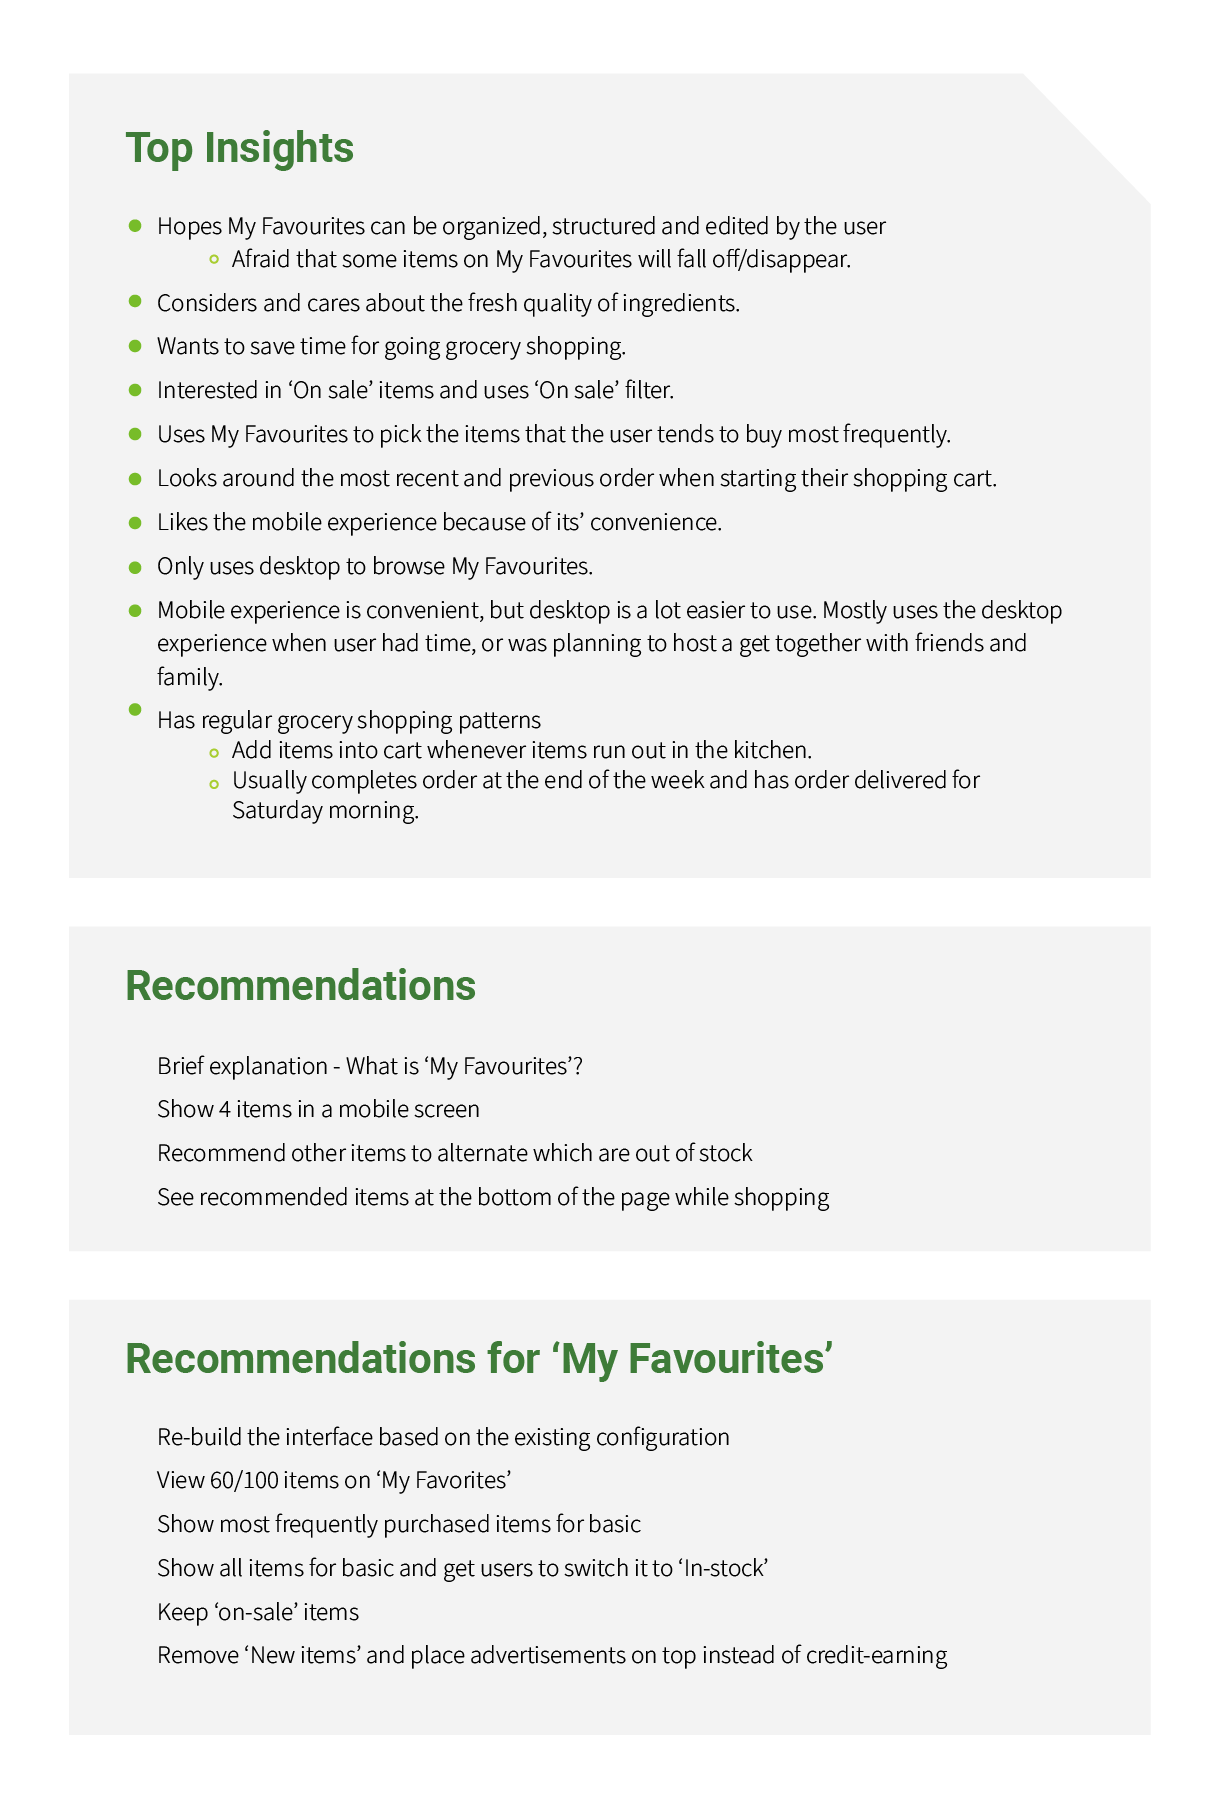 Top Insights
Hopes My Favourites can be organized, structured and edited by the user
Afraid that some items on My Favourites will fall off/disappear.
Considers and cares about the fresh quality of ingredients.
Wants to save time for going grocery shopping.
Interested in ‘On sale’ items and uses ‘On sale’ filter.
Uses My Favourites to pick the items that the user tends to buy most frequently.
Looks around the most recent and previous order when starting their shopping cart.
Likes the mobile experience because of its’ convenience.
Only uses desktop to browse My Favourites.
Mobile experience is convenient, but desktop is a lot easier to use. Mostly uses the desktop
experience when user had time, or was planning to host a get together with friends and
family.
Has regular grocery shopping patterns
Add items into cart whenever items run out in the kitchen.
Usually completes order at the end of the week and has order delivered for
Saturday morning.
Recommendations
Brief explanation - What is ‘My Favourites’?
Show 4 items in a mobile screen
Recommend other items to alternate which are out of stock
See recommended items at the bottom of the page while shopping
Recommendations for ‘My Favourites’
Re-build the interface based on the existing configuration
View 60/100 items on ‘My Favorites’
Show most frequently purchased items for basic
Show all items for basic and get users to switch it to ‘In-stock’
Keep ‘on-sale’ items
Remove ‘New items’ and place advertisements on top instead of credit-earning